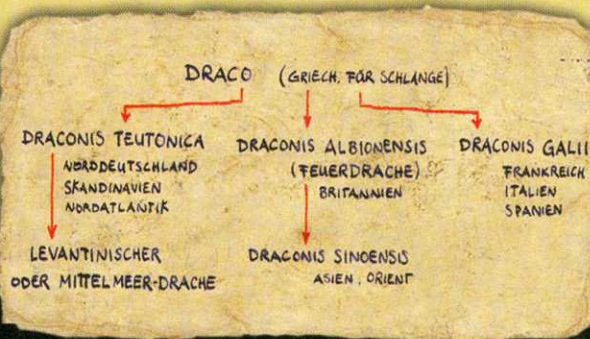 DRACO (GRIECH. FÜR SCHLANGE)
DRACONIS TEUTONICA
NORDDEUTSCHLAND
SKANDINAVIEN
NORDATLANTIK
LEVANTINISCHER
ODER MITTELMEER-DRACHE
DRACONIS ALBIONENSIS
(FEUERDRACHE)
BRITANNIEN
DRACONIS SINOENSIS
ASIEN, ORIENT
DRACONIS GALII
FRANKREICH
ITALIEN
SPANIEN